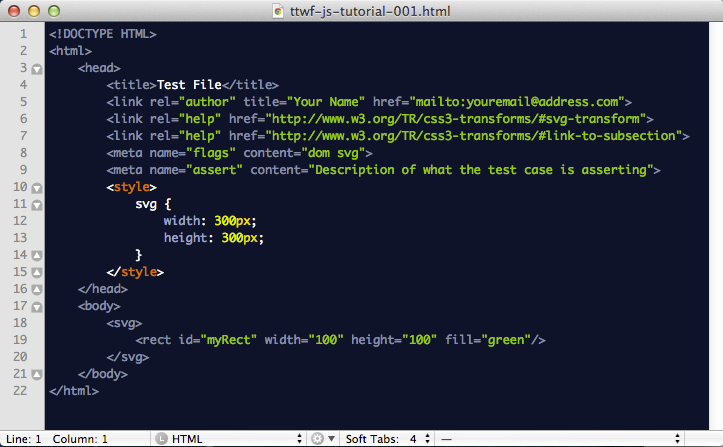 ttwf-js-tutorial-001.html
1 <!DOCTYPE HTML>
2 <html>
3 <head>
4 <title>Test File</title>
5 <link rel="author" title="Your Name" href="mailto:youremail@address.com">
6 <link rel="help" href="http://www.w3.org/TR/css3-transforms/#svg-transform">
7 <link rel="help" href="http://www.w3.org/TR/css3-transforms/#link-to-subsection">
8 <meta name="flags" content="dom svg">
9 <meta name="assert" content="Description of what the test case is asserting">
10 <style>
11 svg {
12 width: 300px;
13 height: 300px;
14 }
15 </style>
16 </head>
17 <body>
18 <svg>
19 <rect id="myRect" width="100" height="100" fill="green"/>
20 </svg>
21 </body>
22 </html>
Line: 1 Column: 1 L HTML Soft Tabs: 4 —